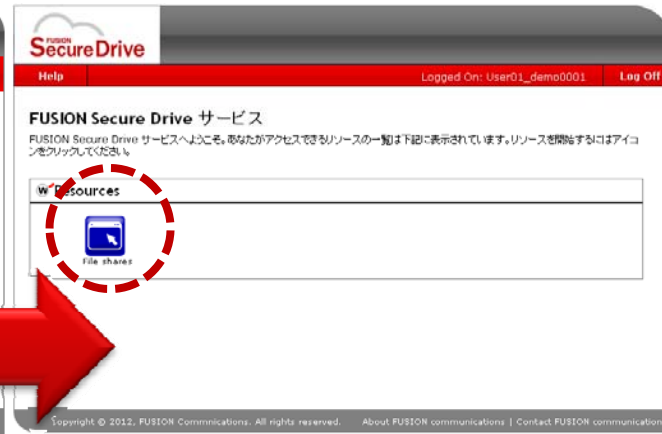 FUSION
SecureDrive
Help
Logged On: User01_demo0001
Log Off
FUSION Secure Drive サービス
FUSION Secure Drive サービスへようこそ。あなたがアクセスできるリソースの一覧は下記に表示されています。リソースを開始するにはアイコ
ンをクリックしてください。
Resources
File shares
Copyright © 2012, FUSION Commnications. All rights reserved.
About FUSION communications | Contact FUSION communication